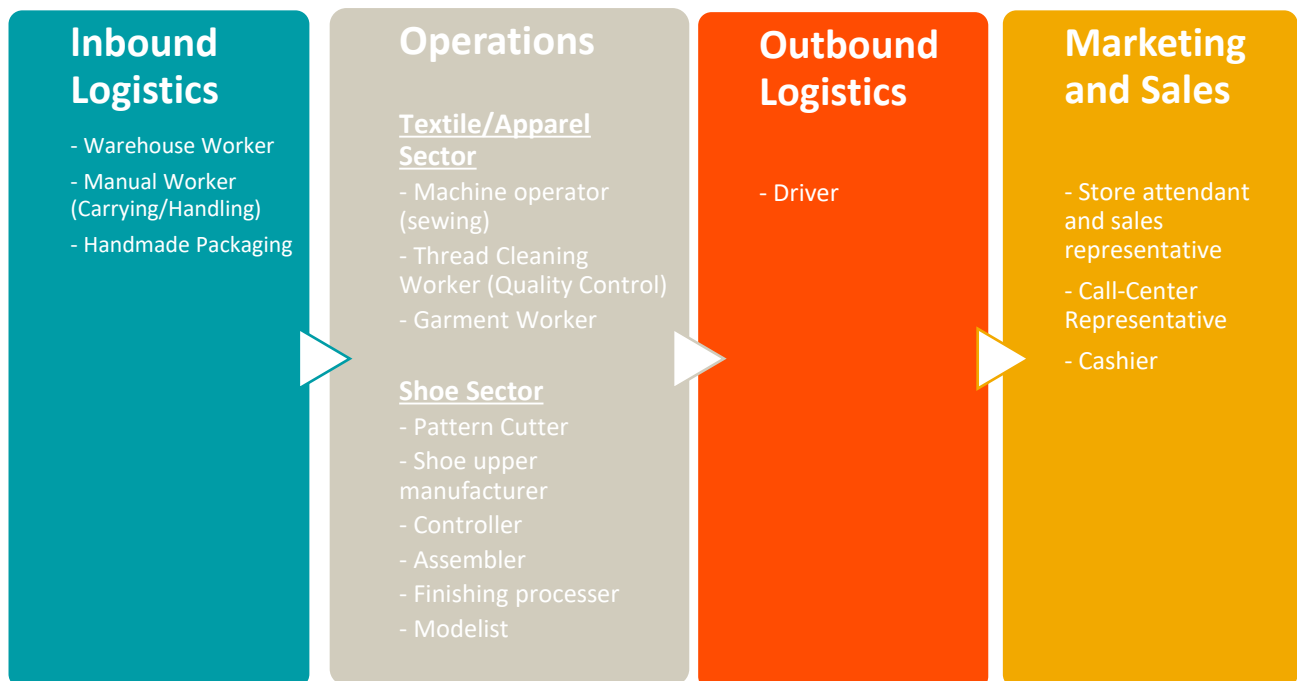 Inbound
Logistics
- Warehouse Worker
- Manual Worker
(Carrying/Handling)
- Handmade Packaging
Operations
Textile/Apparel
Sector
- Machine operator
(sewing)
- Thread Cleaning
Worker (Quality Control)
- Garment Worker
Shoe Sector
- Pattern Cutter
- Shoe upper
manufacturer
- Controller
- Assembler
- Finishing processer
- Modelist
Outbound
Logistics
- Driver
Marketing
and Sales
- Store attendant
and sales
representative
- Call-Center
Representative
- Cashier